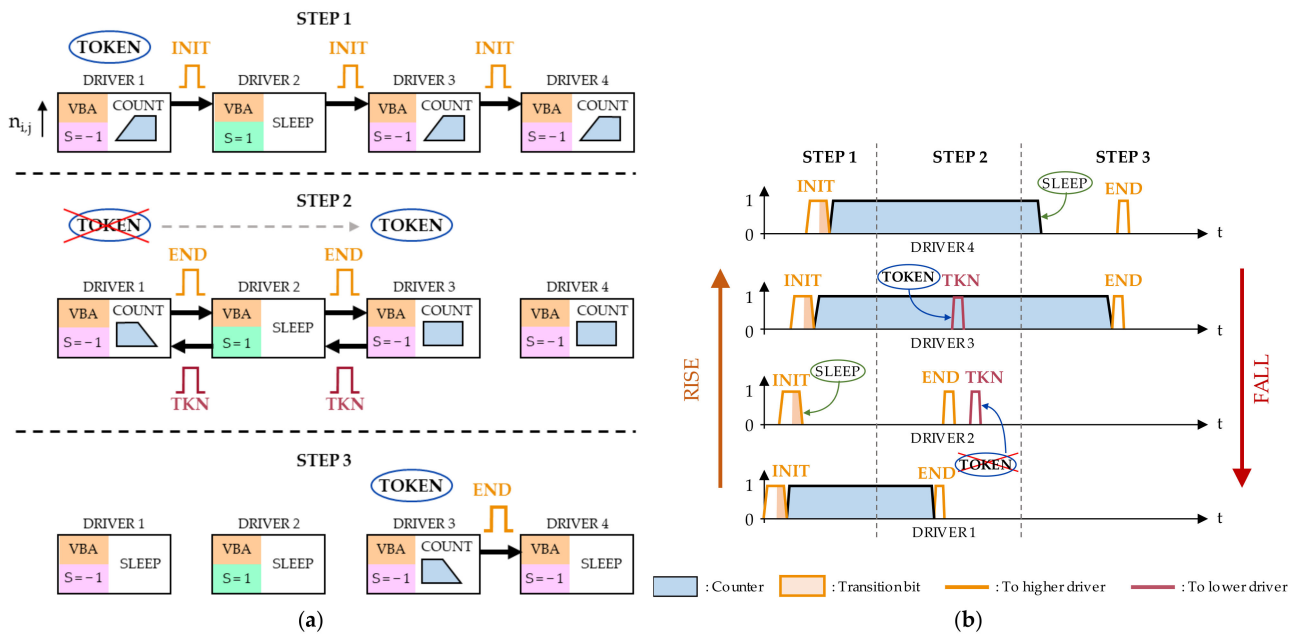 STEP 1
TOKEN
INIT INIT INIT
DRIVER 1 DRIVER 2 DRIVER 3 DRIVER 4
n_{i,j}
VBA COUNT VBA SLEEP VBA COUNT VBA COUNT
S=−1 S=1 S=−1 S=−1
STEP 2
TOKEN TOKEN
END END
DRIVER 1 DRIVER 2 DRIVER 3 DRIVER 4
VBA COUNT VBA SLEEP VBA COUNT VBA COUNT
S=−1 S=1 S=−1 S=−1
TKN TKN
STEP 3
TOKEN
END
DRIVER 1 DRIVER 2 DRIVER 3 DRIVER 4
VBA SLEEP VBA SLEEP VBA COUNT VBA SLEEP
S=−1 S=1 S=−1 S=−1
(a)
STEP 1 STEP 2 STEP 3
INIT SLEEP END
1
0
t
DRIVER 4
INIT TOKEN TKN END
1
0
t
DRIVER 3
INIT SLEEP END TKN
1
0
t
DRIVER 2
INIT END TOKEN
1
0
t
DRIVER 1
RISE
FALL
: Counter : Transition bit : To higher driver : To lower driver
(b)